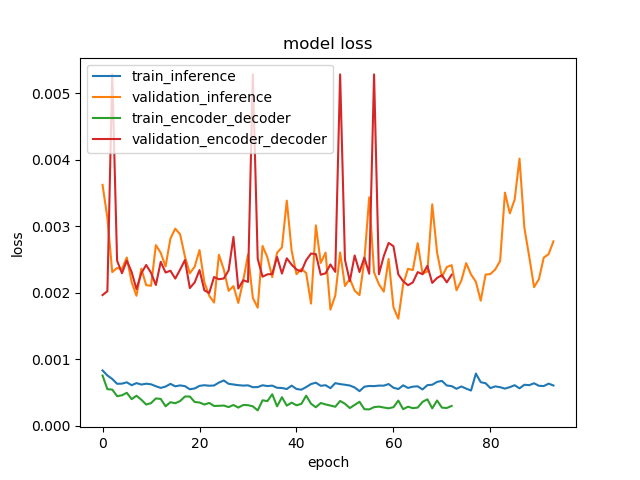 model loss
train_inference
validation_inference
train_encoder_decoder
validation_encoder_decoder
loss
0.005
0.004
0.003
0.002
0.001
0.000
0 20 40 60 80
epoch